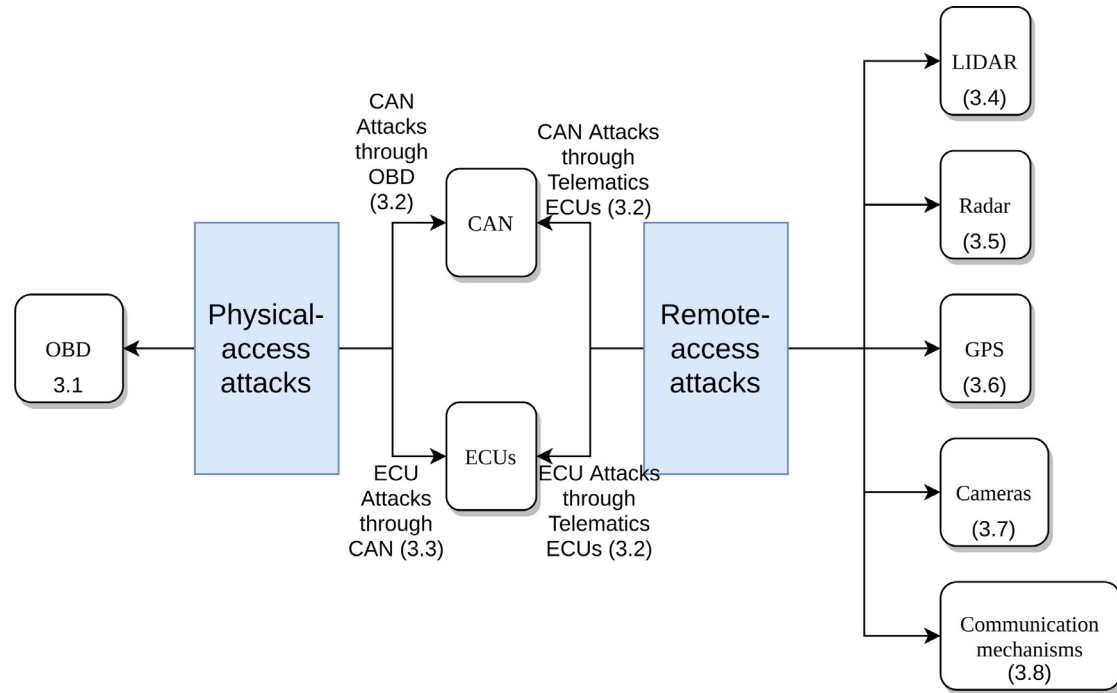 OBD
3.1
Physical-
access
attacks
CAN
Attacks
through
OBD
(3.2)
CAN
CAN Attacks
through
Telematics
ECUs (3.2)
ECU
Attacks
through
CAN (3.3)
ECUs
ECU Attacks
through
Telematics
ECUs (3.2)
Remote-
access
attacks
LIDAR
(3.4)
Radar
(3.5)
GPS
(3.6)
Cameras
(3.7)
Communication
mechanisms
(3.8)